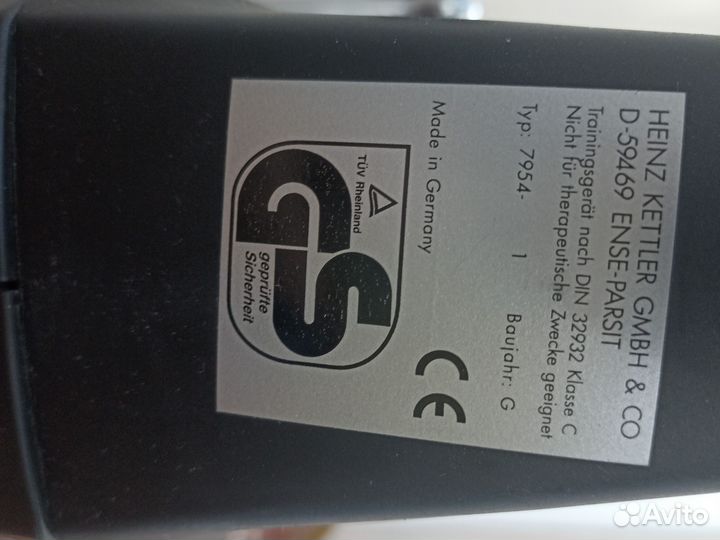 HEINZ KETTLER GMBH & CO
D-59469 ENSE-PARSIT
Trainingsgerät nach DIN 32932 Klasse C
Nicht für therapeutische Zwecke geeignet
Typ: 7954- 1 Baujahr: G
Made in Germany
CE
TÜV Rheinland
GS
geprüfte
Sicherheit
Avito